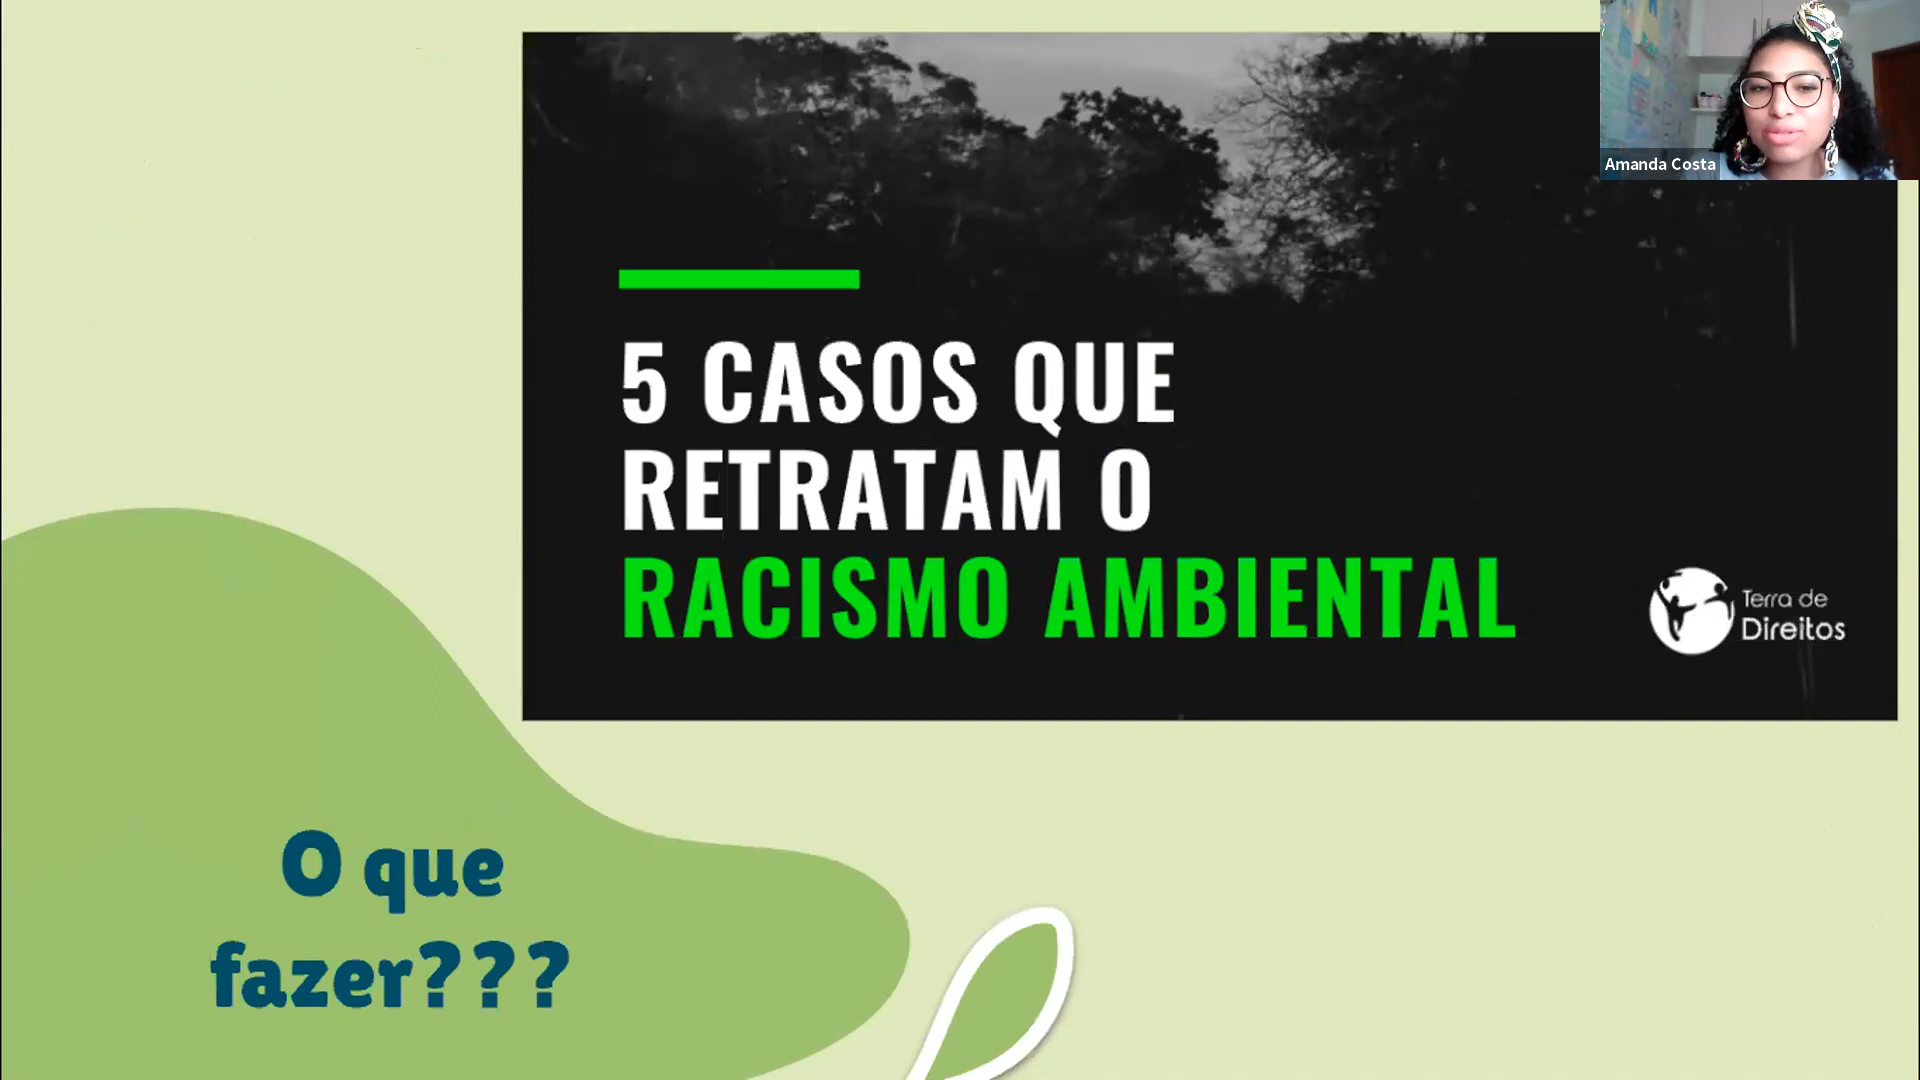 Amanda Costa
5 CASOS QUE
RETRATAM O
RACISMO AMBIENTAL
Terra de
Direitos
O que
fazer???